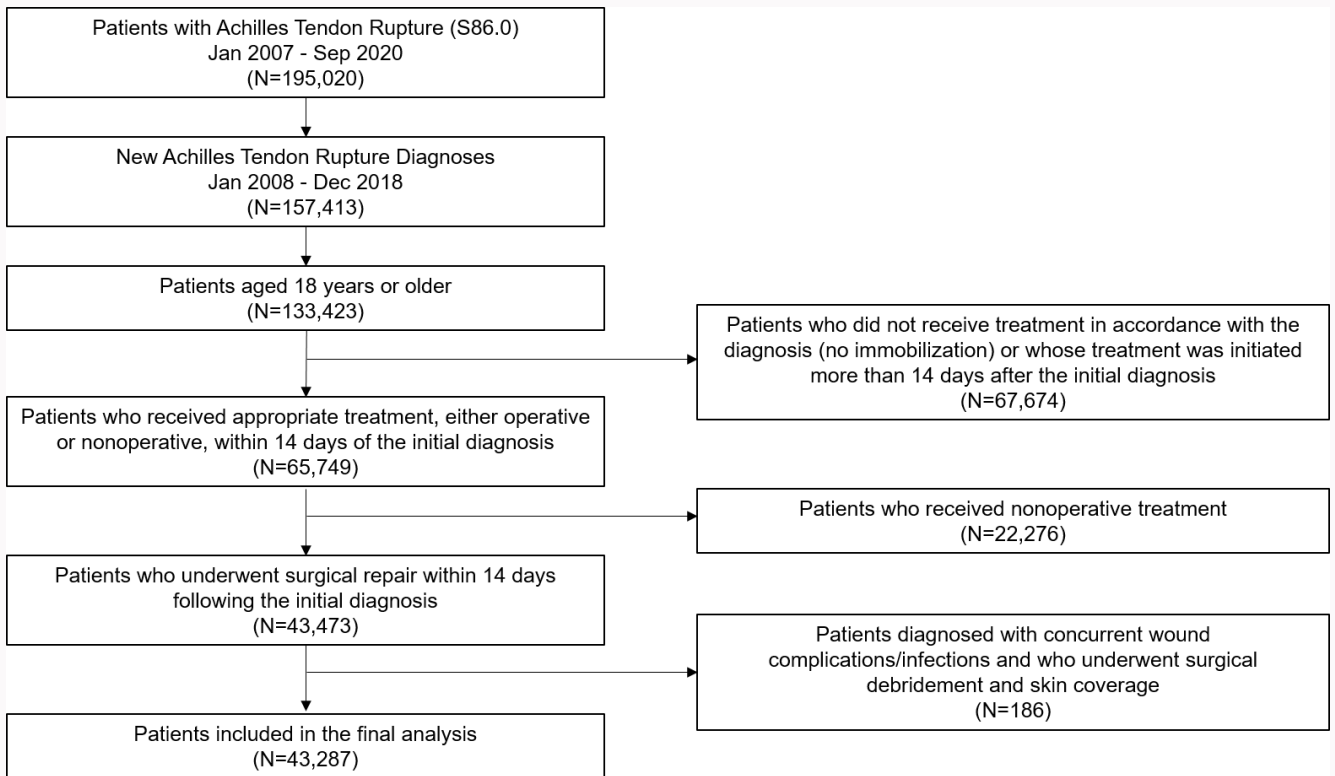 Patients with Achilles Tendon Rupture (S86.0)
Jan 2007 - Sep 2020
(N=195,020)
New Achilles Tendon Rupture Diagnoses
Jan 2008 - Dec 2018
(N=157,413)
Patients aged 18 years or older
(N=133,423)
Patients who did not receive treatment in accordance with the
diagnosis (no immobilization) or whose treatment was initiated
more than 14 days after the initial diagnosis
(N=67,674)
Patients who received appropriate treatment, either operative
or nonoperative, within 14 days of the initial diagnosis
(N=65,749)
Patients who received nonoperative treatment
(N=22,276)
Patients who underwent surgical repair within 14 days
following the initial diagnosis
(N=43,473)
Patients diagnosed with concurrent wound
complications/infections and who underwent surgical
debridement and skin coverage
(N=186)
Patients included in the final analysis
(N=43,287)